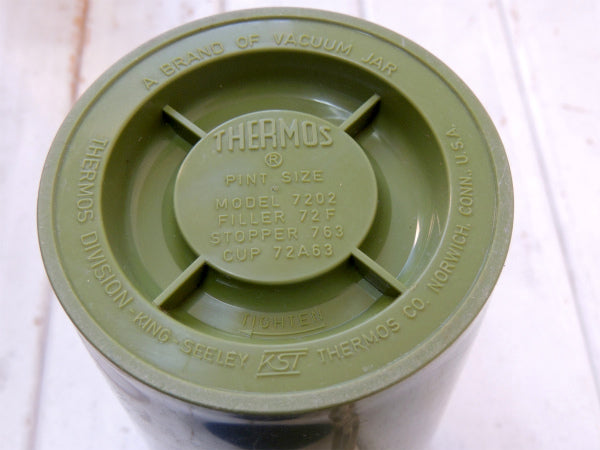 A BRAND OF VACUUM JAR
THERMOS
®
PINT SIZE
MODEL 7202
FILLER 72F
STOPPER 763
CUP 72A63
TIGHTEN
THERMOS DIVISION-KING-SEELEY KST THERMOS CO. NORWICH, CONN., U.S.A.